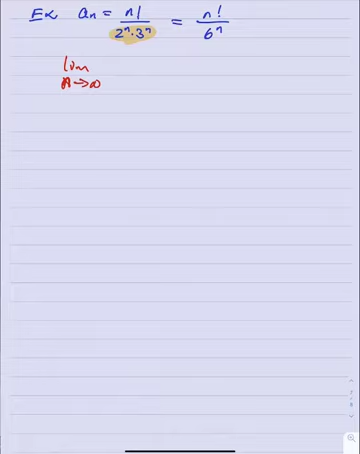 Ex aₙ = n! / 2ⁿ·3ⁿ = n! / 6ⁿ
lim
n→∞